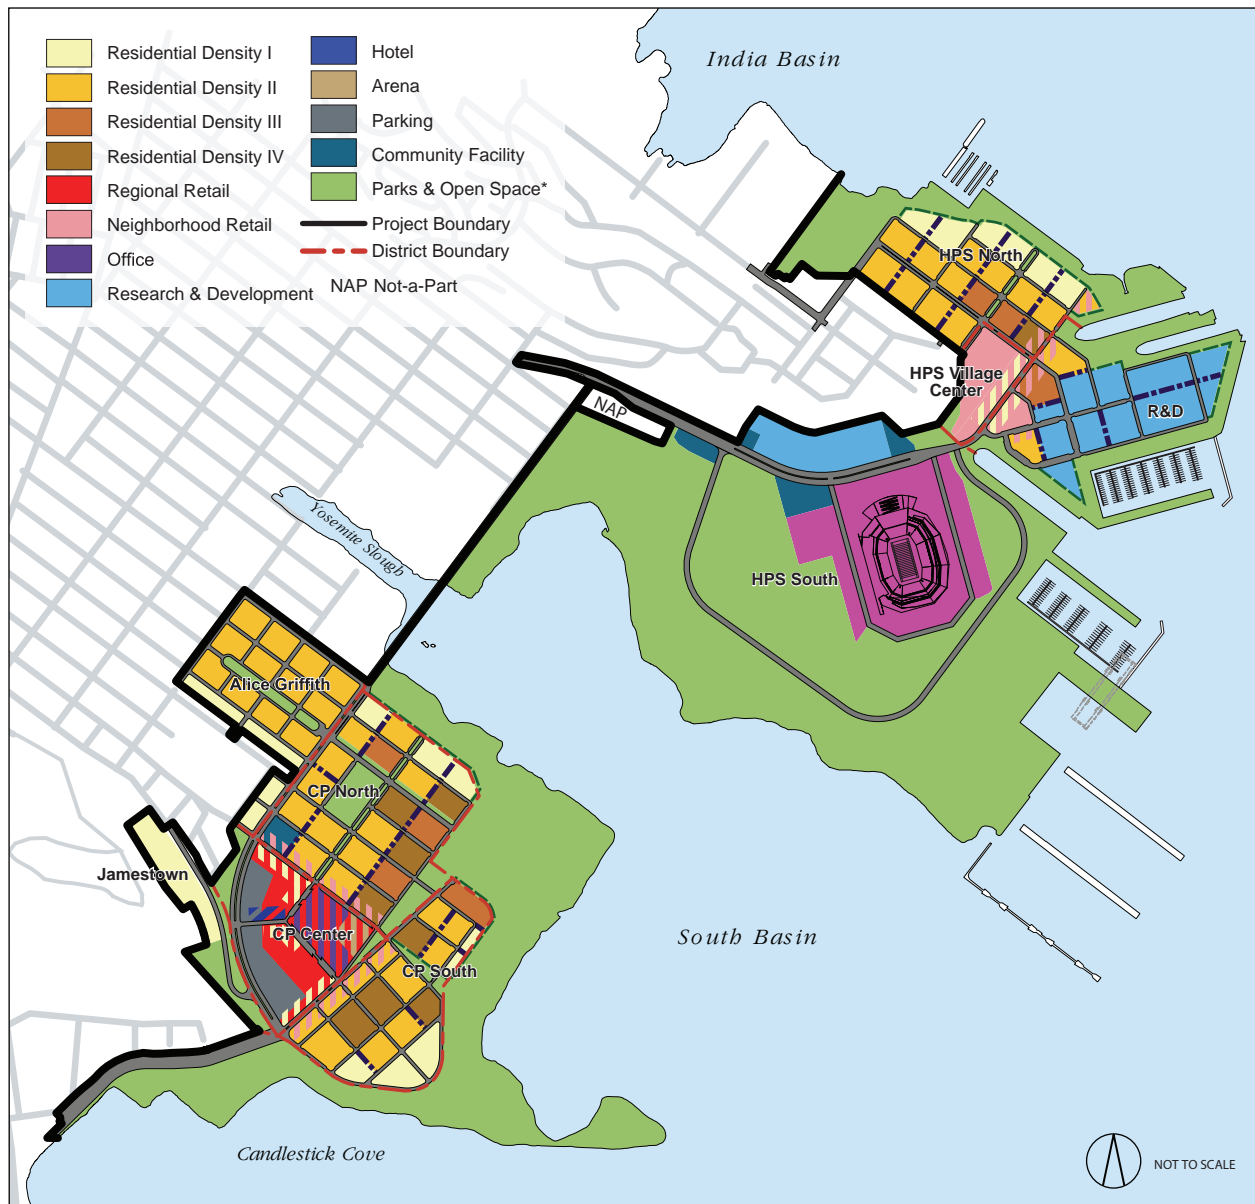 Residential Density I
Residential Density II
Residential Density III
Residential Density IV
Regional Retail
Neighborhood Retail
Office
Research & Development
Hotel
Arena
Parking
Community Facility
Parks & Open Space*
Project Boundary
District Boundary
NAP Not-a-Part
India Basin
HPS North
HPS Village
Center
R&D
NAP
Yosemite Slough
HPS South
Alice Griffith
CP North
Jamestown
CP Center
CP South
South Basin
Candlestick Cove
NOT TO SCALE